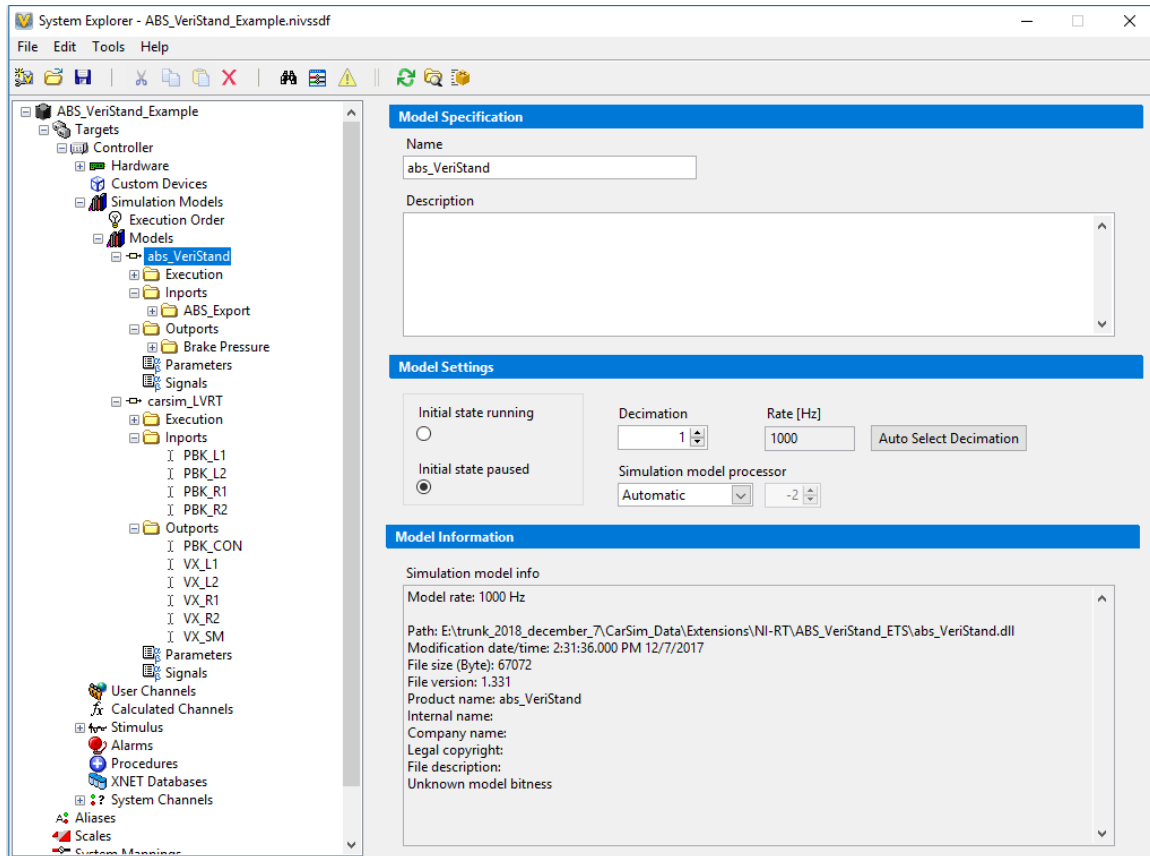 System Explorer - ABS_VeriStand_Example.nivssdf
File Edit Tools Help
ABS_VeriStand_Example
Targets
Controller
Hardware
Custom Devices
Simulation Models
Execution Order
Models
abs_VeriStand
Execution
Inports
ABS_Export
Outports
Brake Pressure
Parameters
Signals
carsim_LVRT
Execution
Inports
PBK_L1
PBK_L2
PBK_R1
PBK_R2
Outports
PBK_CON
VX_L1
VX_L2
VX_R1
VX_R2
VX_SM
Parameters
Signals
User Channels
Calculated Channels
Stimulus
Alarms
Procedures
XNET Databases
System Channels
Aliases
Scales
System Mappings
Model Specification
Name
abs_VeriStand
Description
Model Settings
Initial state running
Initial state paused
Decimation
1
Rate [Hz]
1000
Auto Select Decimation
Simulation model processor
Automatic
-2
Model Information
Simulation model info
Model rate: 1000 Hz
Path: E:\trunk_2018_december_7\CarSim_Data\Extensions\NI-RT\ABS_VeriStand_ETS\abs_VeriStand.dll
Modification date/time: 2:31:36.000 PM 12/7/2017
File size (Byte): 67072
File version: 1.331
Product name: abs_VeriStand
Internal name:
Company name:
Legal copyright:
File description:
Unknown model bitness